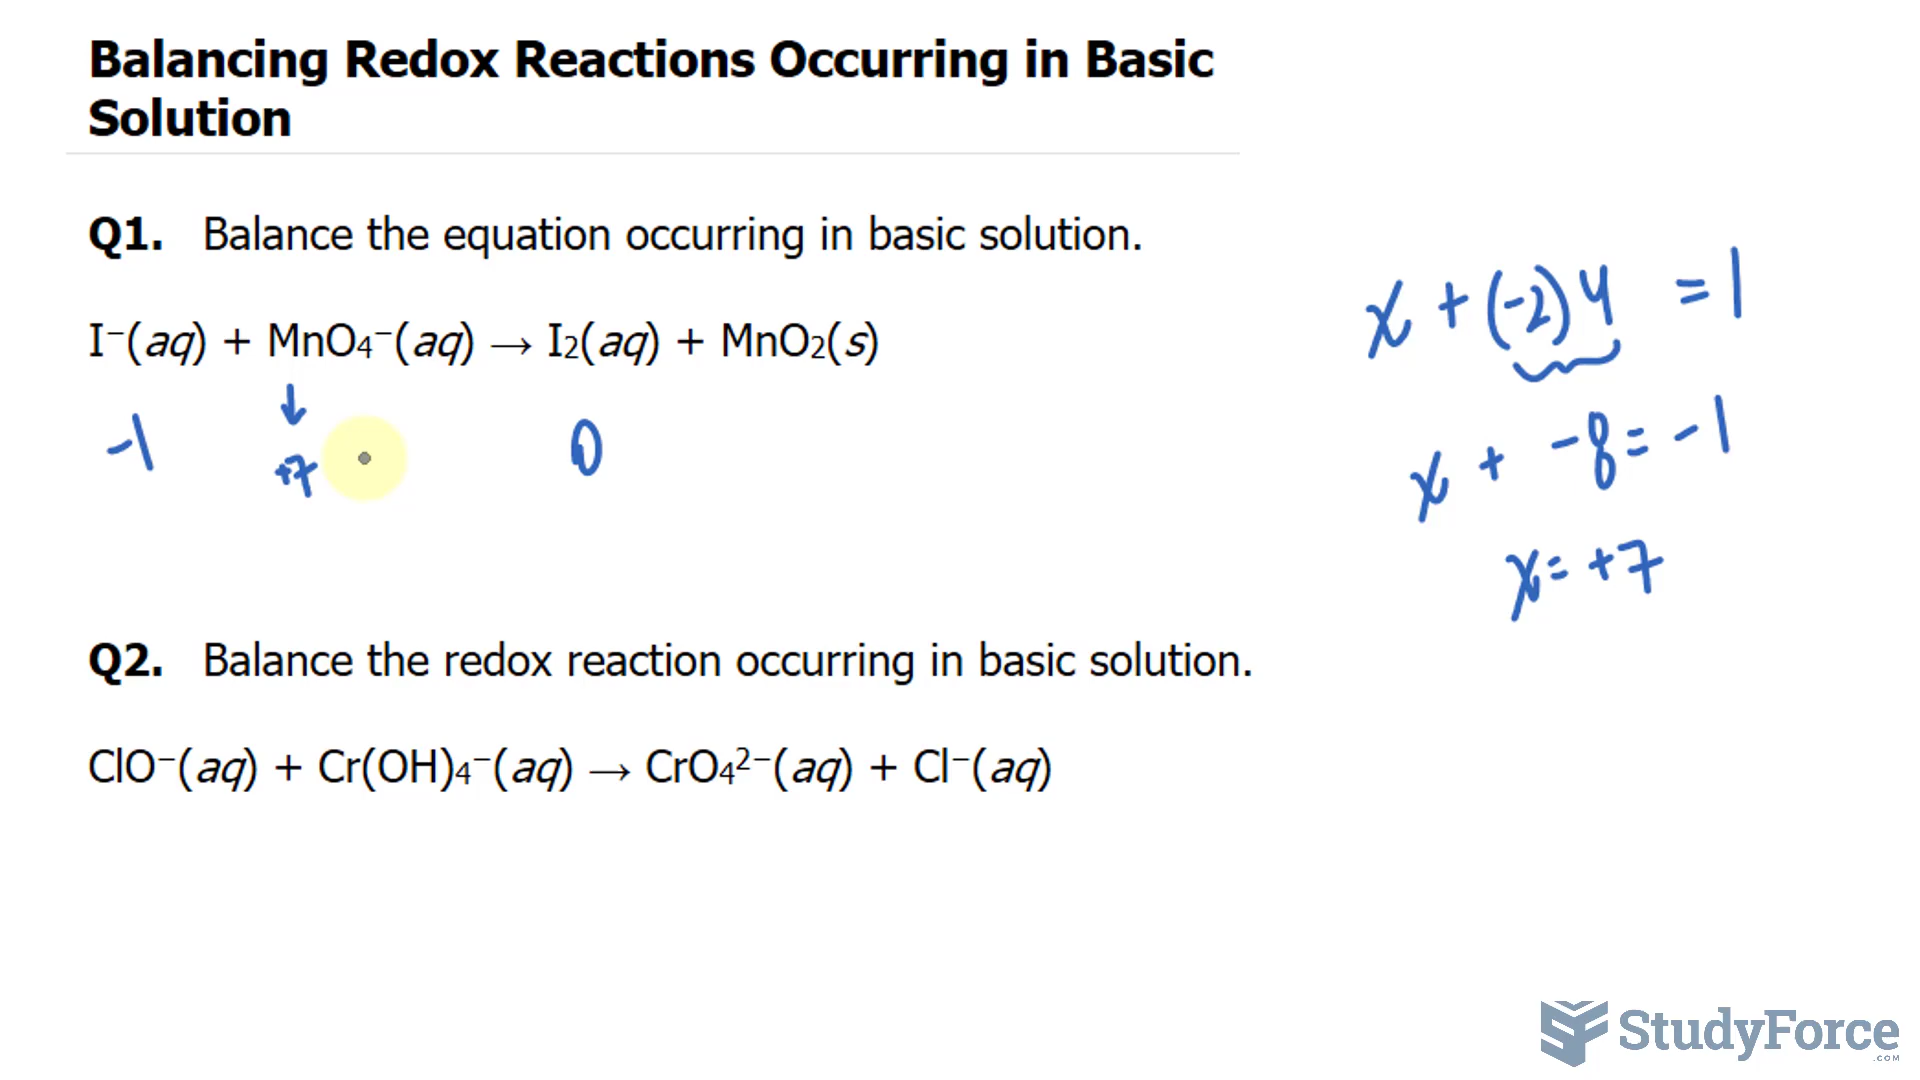 Balancing Redox Reactions Occurring in Basic
Solution
Q1. Balance the equation occurring in basic solution.
I⁻(aq) + MnO₄⁻(aq) → I₂(aq) + MnO₂(s)
-1
↓
+7
0
x + (-2)4 = 1
x + -8 = -1
x = +7
Q2. Balance the redox reaction occurring in basic solution.
ClO⁻(aq) + Cr(OH)₄⁻(aq) → CrO₄²⁻(aq) + Cl⁻(aq)
StudyForce
.COM